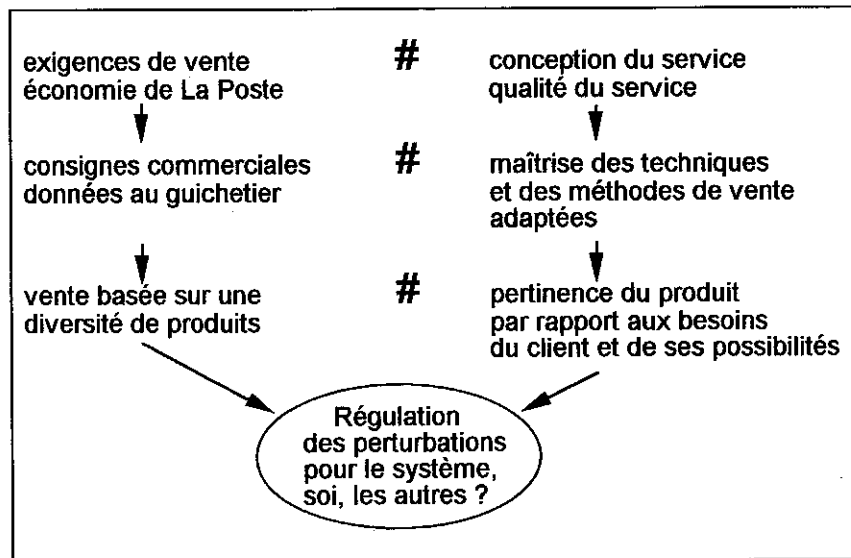 exigences de vente # conception du service
économie de La Poste qualité du service
consignes commerciales # maîtrise des techniques
données au guichetier et des méthodes de vente
adaptées
vente basée sur une # pertinence du produit
diversité de produits par rapport aux besoins
du client et de ses possibilités
Régulation
des perturbations
pour le système,
soi, les autres ?